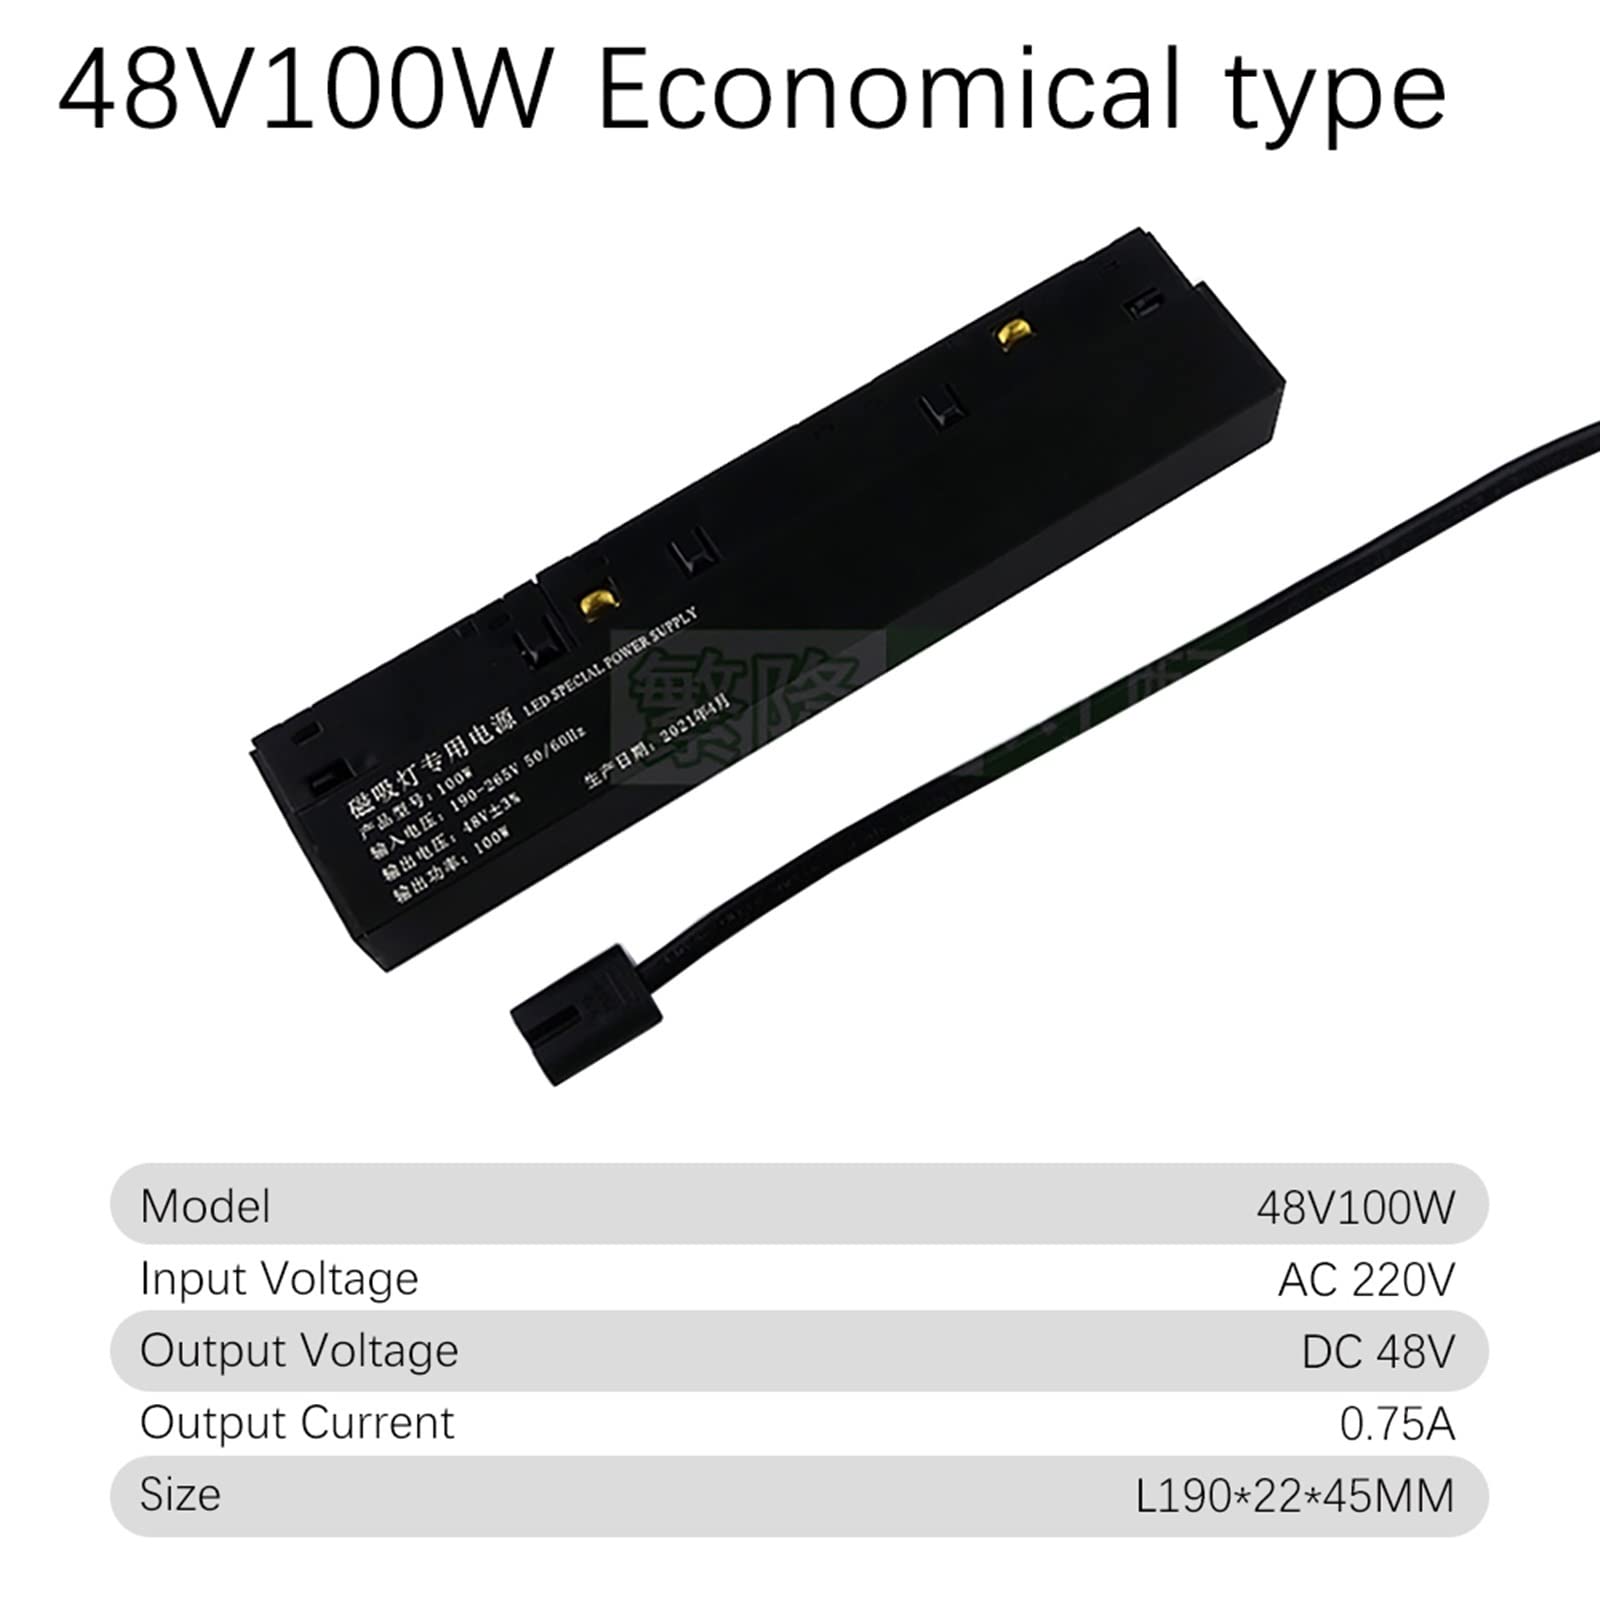 48V100W Economical type
磁吸灯专用电源 LED SPECIAL POWER SUPPLY
产品型号：100W
输入电压：190-265V 50/60Hz
输出电压：48V±3%
输出功率：100W
生产日期：2021年4月
繁隆
Model 48V100W
Input Voltage AC 220V
Output Voltage DC 48V
Output Current 0.75A
Size L190*22*45MM